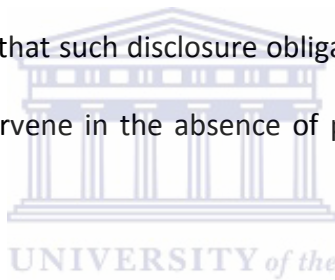 that such disclosure obliga
rvene in the absence of p
UNIVERSITY of the